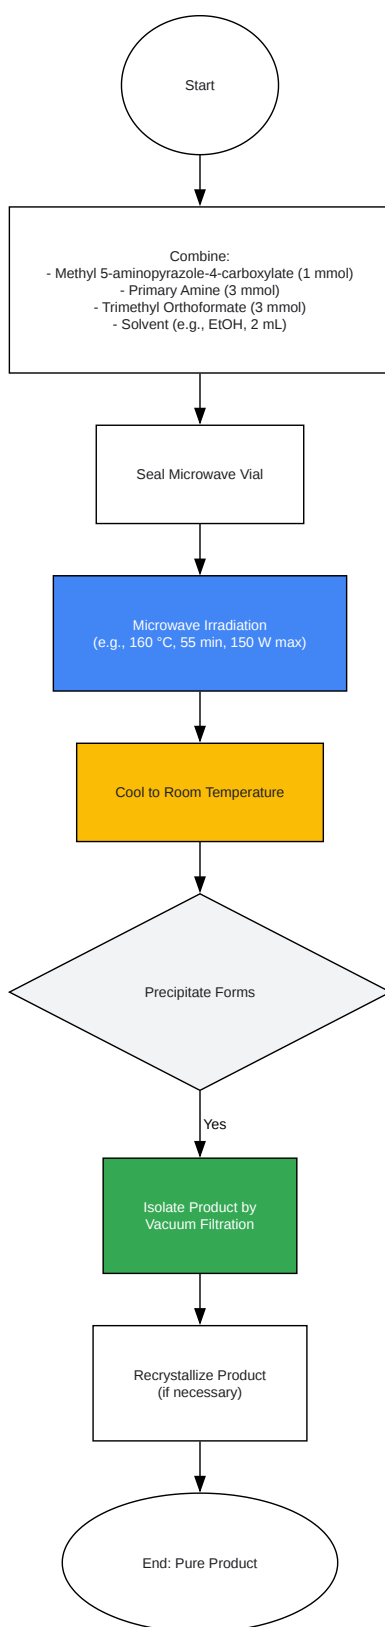 Start
Combine:
- Methyl 5-aminopyrazole-4-carboxylate (1 mmol)
- Primary Amine (3 mmol)
- Trimethyl Orthoformate (3 mmol)
- Solvent (e.g., EtOH, 2 mL)
Seal Microwave Vial
Microwave Irradiation
(e.g., 160 °C, 55 min, 150 W max)
Cool to Room Temperature
Precipitate Forms
Yes
Isolate Product by
Vacuum Filtration
Recrystallize Product
(if necessary)
End: Pure Product